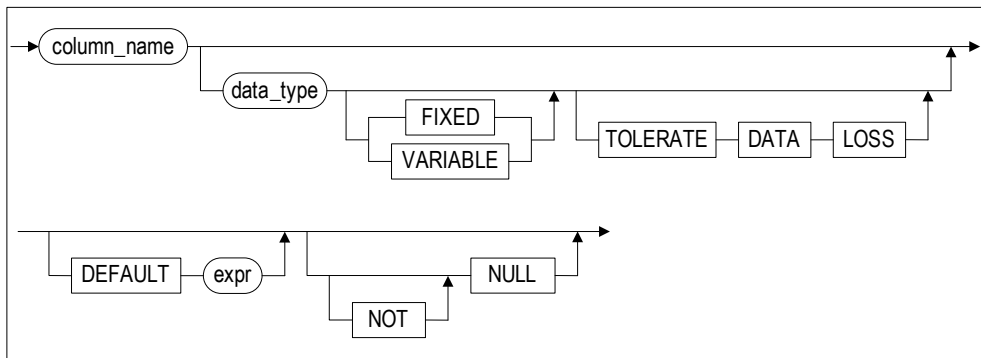 column_name
data_type
FIXED
VARIABLE
TOLERATE DATA LOSS
DEFAULT expr
NULL
NOT